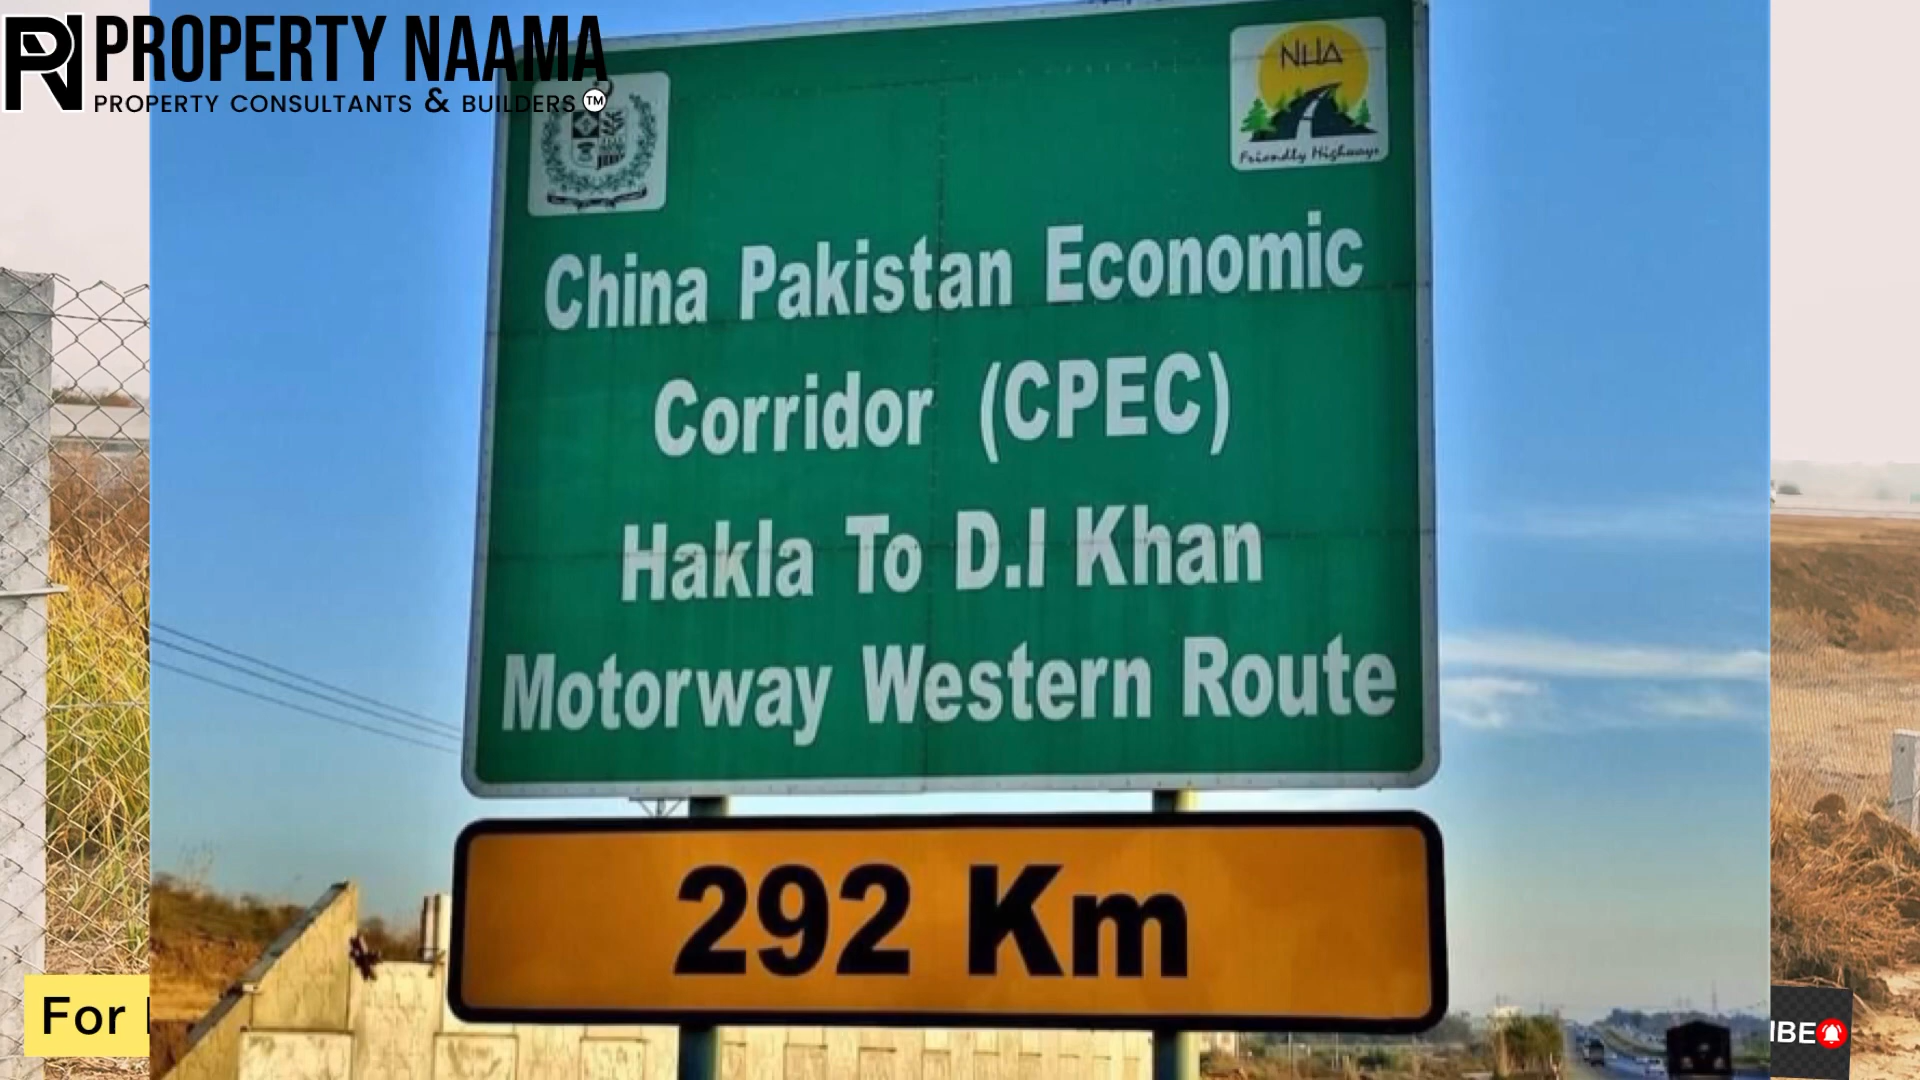 PROPERTY NAAMA
PROPERTY CONSULTANTS & BUILDERS TM
NHA
Friendly Highways
China Pakistan Economic
Corridor (CPEC)
Hakla To D.I Khan
Motorway Western Route
292 Km
For
IBE